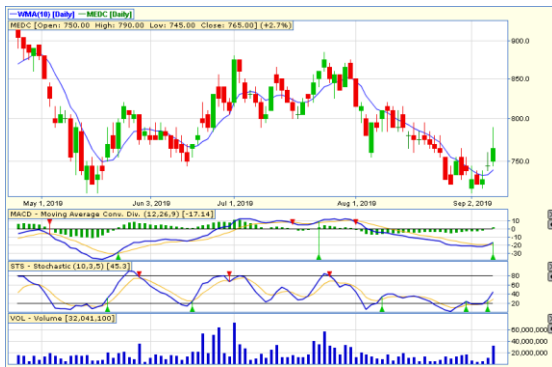 WMA(18) [Daily] MEDC [Daily]
MEDC [Open: 750.00 High: 790.00 Low: 745.00 Close: 765.00] (+2.7%)
900.0
850.0
800.0
750.0
May 1, 2019 Jun 3, 2019 Jul 1, 2019 Aug 1, 2019 Sep 2, 2019
MACD - Moving Average Conv. Div. (12,26,9) [-17.14]
10
0
-10
-20
-30
STS - Stochastic (10,3,5) [45.3]
80
60
40
20
VOL - Volume [32,041,100]
60,000,000
40,000,000
20,000,000